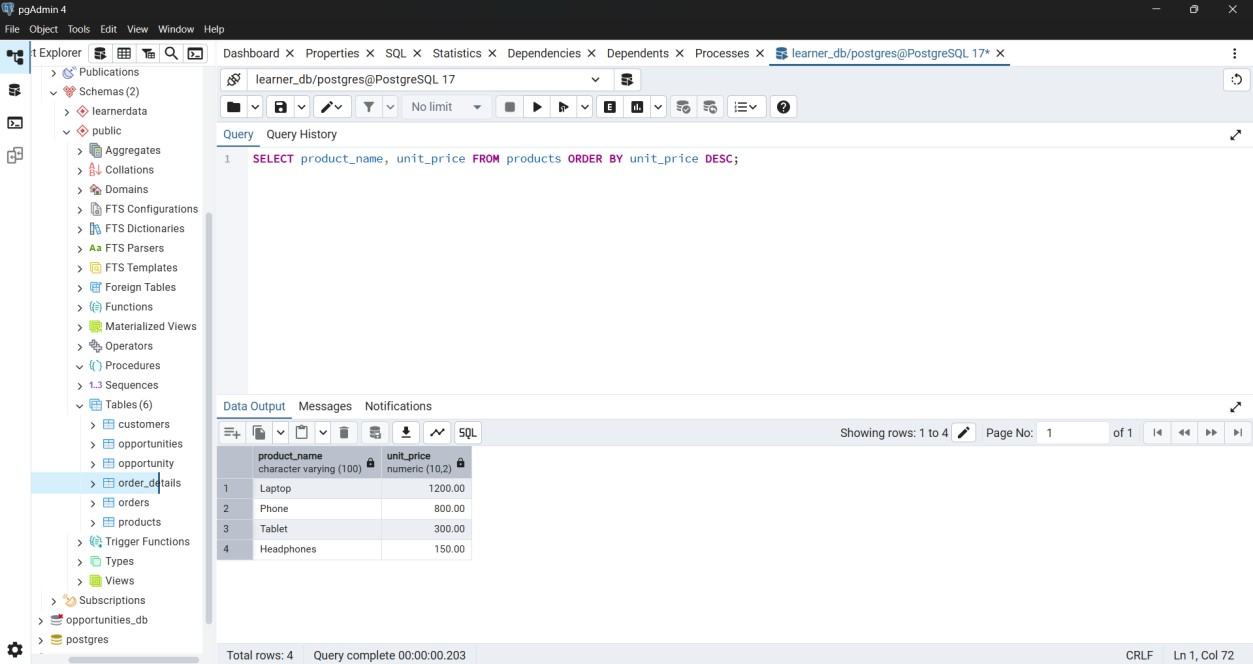 pgAdmin 4
File Object Tools Edit View Window Help
t Explorer
Dashboard Properties SQL Statistics Dependencies Dependents Processes learner_db/postgres@PostgreSQL 17*
Publications
Schemas (2)
learnerdata
public
Aggregates
Collations
Domains
FTS Configurations
FTS Dictionaries
Aa FTS Parsers
FTS Templates
Foreign Tables
Functions
Materialized Views
Operators
Procedures
1..3 Sequences
Tables (6)
customers
opportunities
opportunity
order_details
orders
products
Trigger Functions
Types
Views
Subscriptions
opportunities_db
postgres
learner_db/postgres@PostgreSQL 17
No limit E
Query Query History
1 SELECT product_name, unit_price FROM products ORDER BY unit_price DESC;
Data Output Messages Notifications
SQL Showing rows: 1 to 4 Page No: 1 of 1
product_name unit_price
character varying (100) numeric (10,2)
1 Laptop 1200.00
2 Phone 800.00
3 Tablet 300.00
4 Headphones 150.00
Total rows: 4 Query complete 00:00:00.203 CRLF Ln 1, Col 72